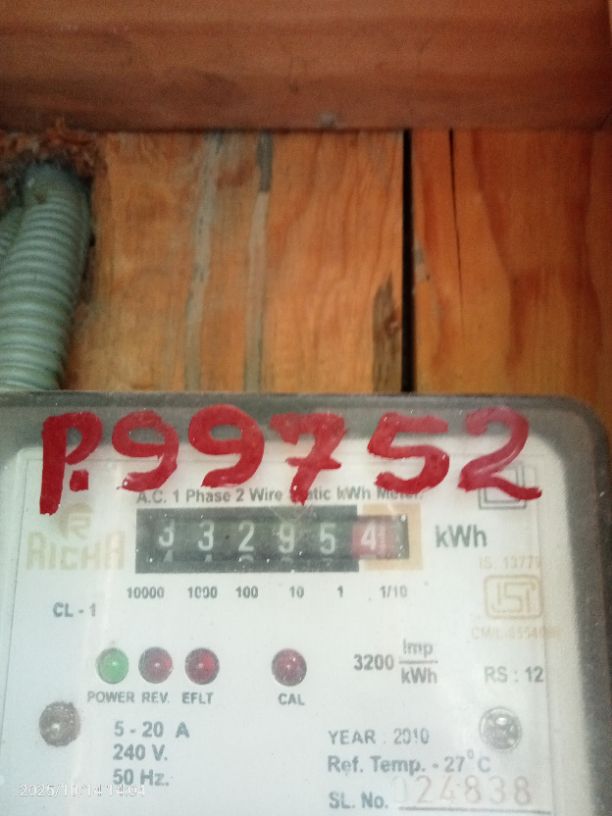 P.99752
A.C. 1 Phase 2 Wire Static kWh Meter.
RICHA
3 3 2 9 5 4 kWh
10000 1000 100 10 1 1/10
IS: 13779
CL - 1
ISI
3200 Imp/kWh
RS : 12
POWER REV. EFLT CAL
5 - 20 A
240 V.
50 Hz.
YEAR : 2010
Ref. Temp. - 27°C
SL. No. 024838